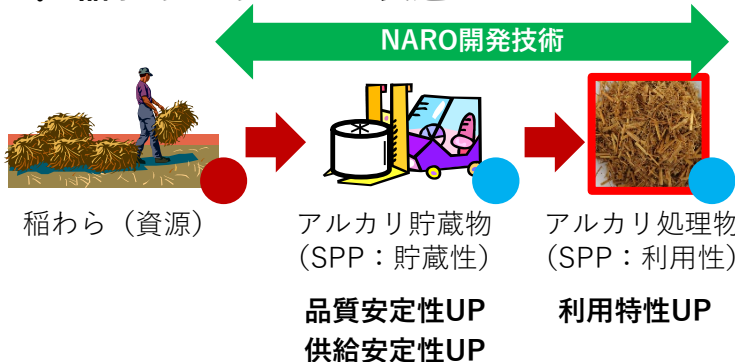 NARO開発技術
稲わら（資源）
アルカリ貯蔵物
（SPP：貯蔵性）
アルカリ処理物
（SPP：利用性）
品質安定性UP
供給安定性UP
利用特性UP